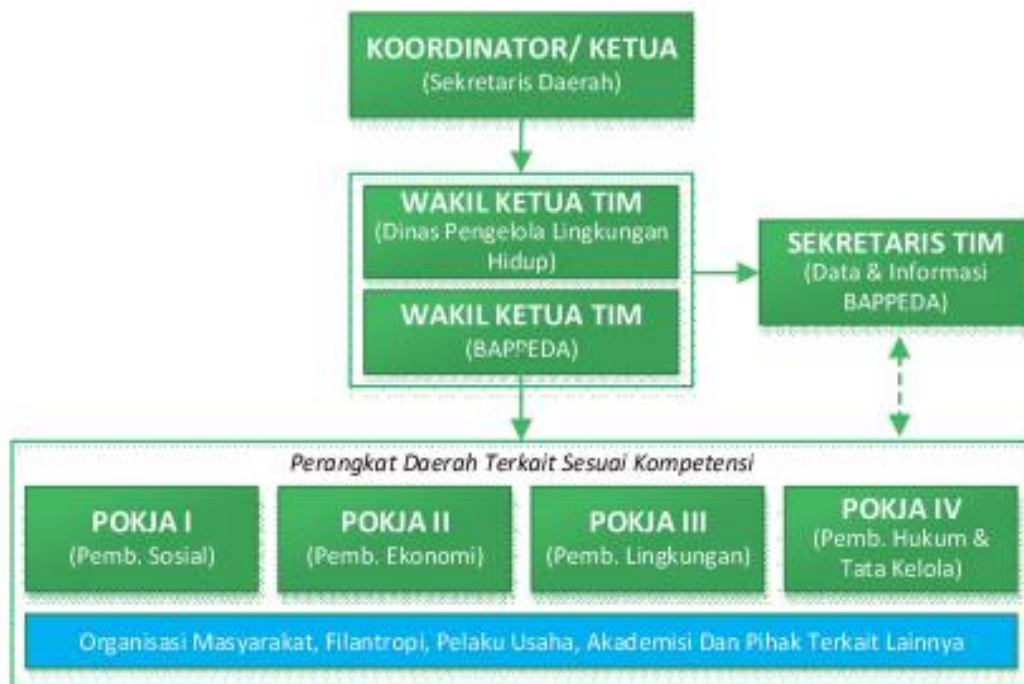 KOORDINATOR/ KETUA
(Sekretaris Daerah)
WAKIL KETUA TIM
(Dinas Pengelola Lingkungan
Hidup)
WAKIL KETUA TIM
(BAPPEDA)
SEKRETARIS TIM
(Data & Informasi
BAPPEDA)
Perangkat Daerah Terkait Sesuai Kompetensi
POKJA I
(Pemb. Sosial)
POKJA II
(Pemb. Ekonomi)
POKJA III
(Pemb. Lingkungan)
POKJA IV
(Pemb. Hukum &
Tata Kelola)
Organisasi Masyarakat, Filantropi, Pelaku Usaha, Akademisi Dan Pihak Terkait Lainnya